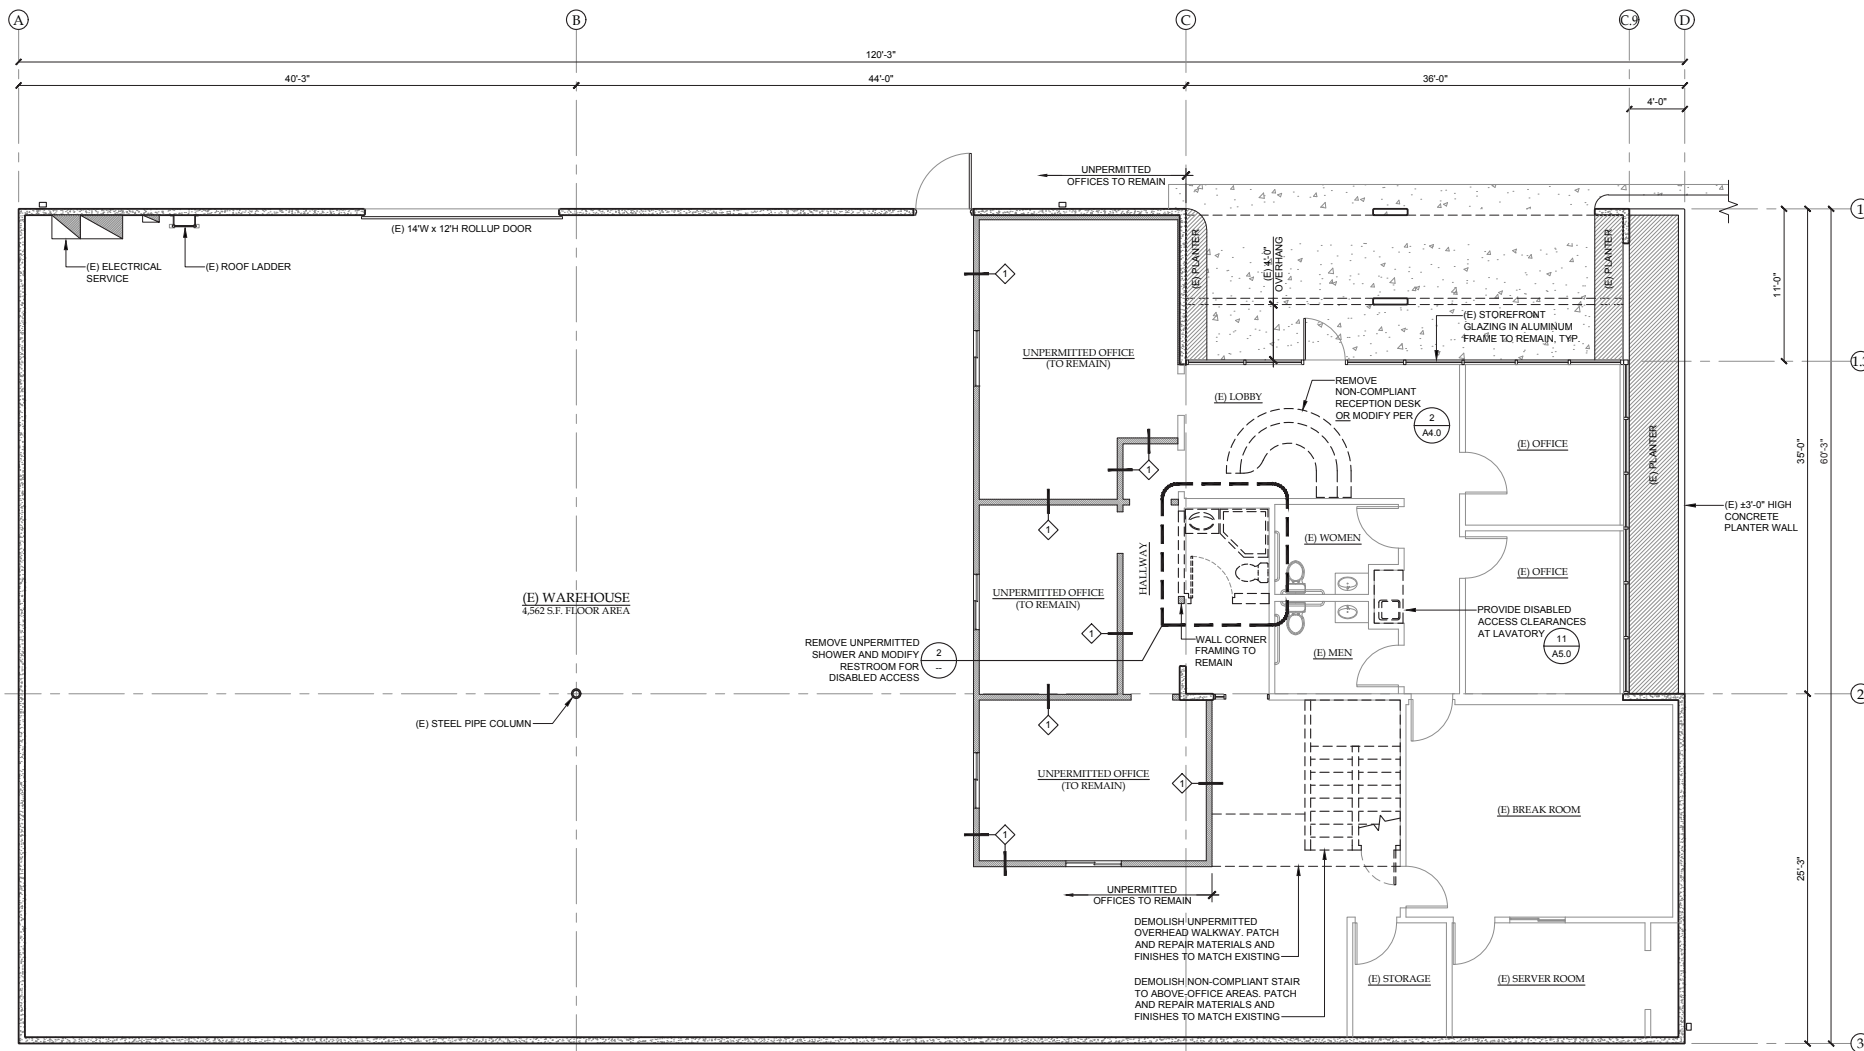 A
B
C
C.9
D
120'-3"
40'-3"
44'-0"
36'-0"
4'-0"
UNPERMITTED
OFFICES TO REMAIN
1
(E) 14'W x 12'H ROLLUP DOOR
(E) ELECTRICAL
SERVICE
(E) ROOF LADDER
(E) PLANTER
(E) 4'-0"
OVERHANG
(E) PLANTER
11'-0"
1
(E) STOREFRONT
GLAZING IN ALUMINUM
FRAME TO REMAIN, TYP.
UNPERMITTED OFFICE
(TO REMAIN)
REMOVE
NON-COMPLIANT
RECEPTION DESK
OR MODIFY PER
2
A4.0
(E) LOBBY
(E) OFFICE
(E) PLANTER
35'-0"
60'-3"
1
1
(E) ±3'-0" HIGH
CONCRETE
PLANTER WALL
HALLWAY
(E) WOMEN
(E) OFFICE
(E) WAREHOUSE
4,562 S.F. FLOOR AREA
UNPERMITTED OFFICE
(TO REMAIN)
1
PROVIDE DISABLED
ACCESS CLEARANCES
AT LAVATORY
11
A5.0
REMOVE UNPERMITTED
SHOWER AND MODIFY
RESTROOM FOR
DISABLED ACCESS
2
--
WALL CORNER
FRAMING TO
REMAIN
(E) MEN
2
(E) STEEL PIPE COLUMN
1
UNPERMITTED OFFICE
(TO REMAIN)
1
(E) BREAK ROOM
1
25'-3"
UNPERMITTED
OFFICES TO REMAIN
DEMOLISH UNPERMITTED
OVERHEAD WALKWAY. PATCH
AND REPAIR MATERIALS AND
FINISHES TO MATCH EXISTING
DEMOLISH NON-COMPLIANT STAIR
TO ABOVE-OFFICE AREAS. PATCH
AND REPAIR MATERIALS AND
FINISHES TO MATCH EXISTING
(E) STORAGE
(E) SERVER ROOM
3